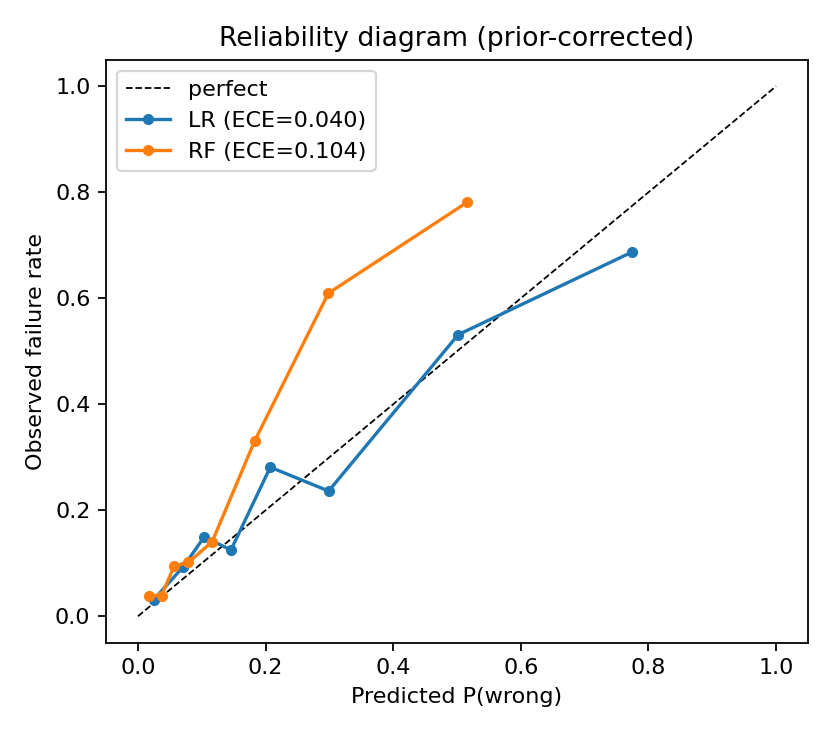 Reliability diagram (prior-corrected)
perfect
LR (ECE=0.040)
RF (ECE=0.104)
Observed failure rate
1.0
0.8
0.6
0.4
0.2
0.0
0.0 0.2 0.4 0.6 0.8 1.0
Predicted P(wrong)